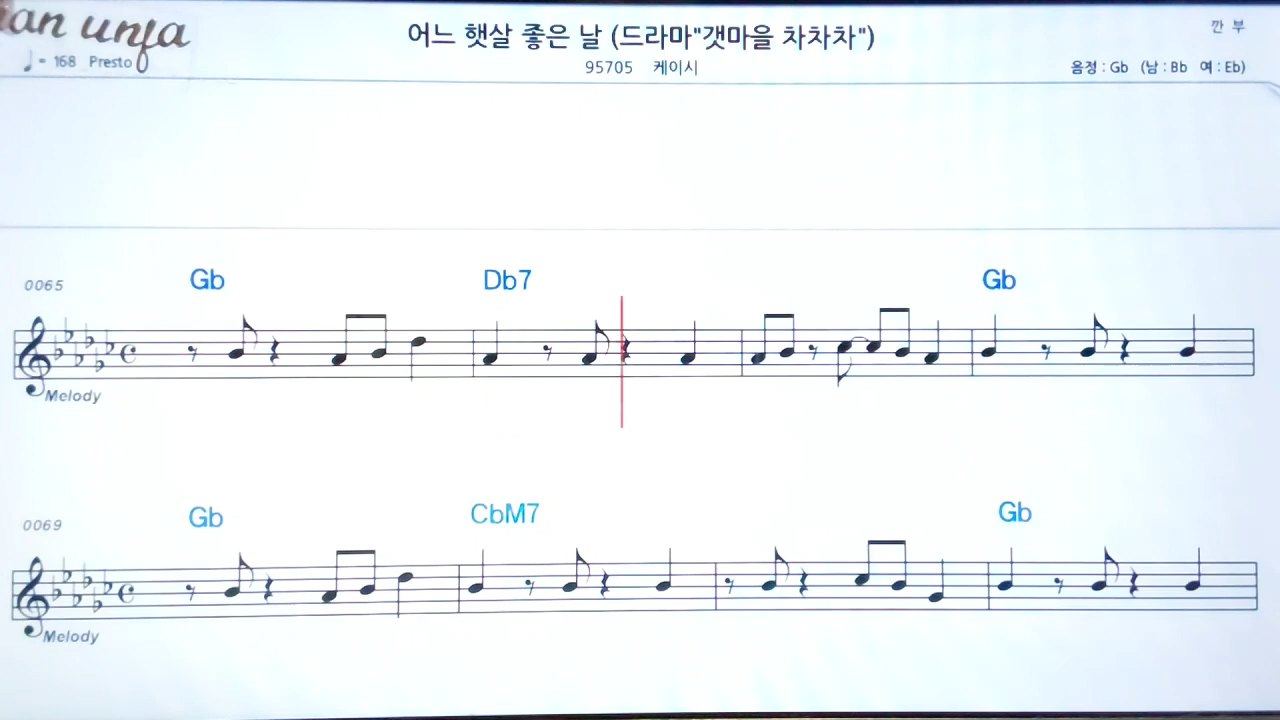 어느 햇살 좋은 날 (드라마"갯마을 차차차")
깐 부
♩= 168 Presto
95705 케이시
음정 : Gb (남 : Bb 여 : Eb)
0065 Gb Db7 Gb
Melody
0069 Gb CbM7 Gb
Melody